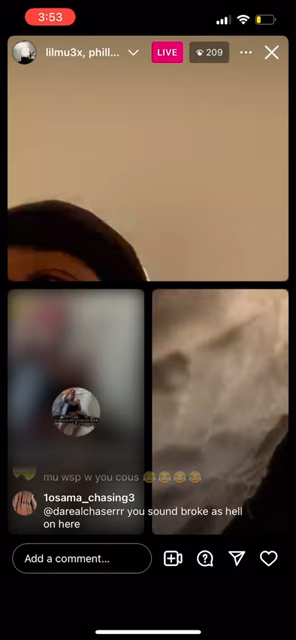 3:53
lilmu3x, phill...
LIVE
209
mu wsp w you cous 😂😂😂😂
1osama_chasing3
@darealchaserrr you sound broke as hell
on here
Add a comment...